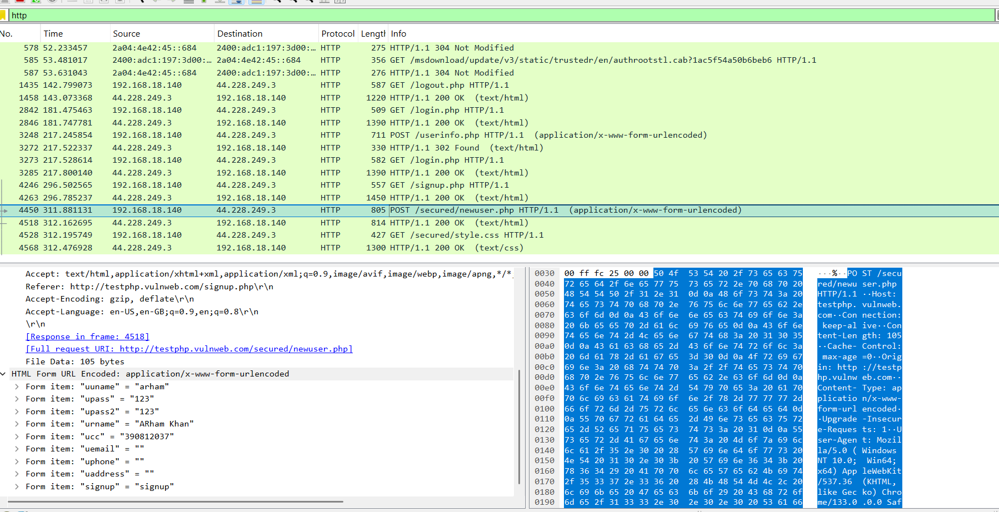 http
No. Time Source Destination Protocol Length Info
578 52.233457 2a04:4e42:45::684 2400:adc1:197:3d00:… HTTP 275 HTTP/1.1 304 Not Modified
585 53.481017 2400:adc1:197:3d00:… 2a04:4e42:45::684 HTTP 356 GET /msdownload/update/v3/static/trustedr/en/authrootstl.cab?1ac5f54a50b6beb6 HTTP/1.1
587 53.631043 2a04:4e42:45::684 2400:adc1:197:3d00:… HTTP 276 HTTP/1.1 304 Not Modified
1435 142.799073 192.168.18.140 44.228.249.3 HTTP 587 GET /logout.php HTTP/1.1
1458 143.073368 44.228.249.3 192.168.18.140 HTTP 1220 HTTP/1.1 200 OK (text/html)
2842 181.475463 192.168.18.140 44.228.249.3 HTTP 509 GET /login.php HTTP/1.1
2846 181.747781 44.228.249.3 192.168.18.140 HTTP 1390 HTTP/1.1 200 OK (text/html)
3248 217.245854 192.168.18.140 44.228.249.3 HTTP 711 POST /userinfo.php HTTP/1.1 (application/x-www-form-urlencoded)
3272 217.522337 44.228.249.3 192.168.18.140 HTTP 330 HTTP/1.1 302 Found (text/html)
3273 217.528614 192.168.18.140 44.228.249.3 HTTP 582 GET /login.php HTTP/1.1
3285 217.800140 44.228.249.3 192.168.18.140 HTTP 1390 HTTP/1.1 200 OK (text/html)
4246 296.502565 192.168.18.140 44.228.249.3 HTTP 557 GET /signup.php HTTP/1.1
4263 296.785237 44.228.249.3 192.168.18.140 HTTP 1450 HTTP/1.1 200 OK (text/html)
4450 311.881131 192.168.18.140 44.228.249.3 HTTP 805 POST /secured/newuser.php HTTP/1.1 (application/x-www-form-urlencoded)
4518 312.162695 44.228.249.3 192.168.18.140 HTTP 814 HTTP/1.1 200 OK (text/html)
4528 312.195749 192.168.18.140 44.228.249.3 HTTP 427 GET /secured/style.css HTTP/1.1
4568 312.476928 44.228.249.3 192.168.18.140 HTTP 1300 HTTP/1.1 200 OK (text/css)
Accept: text/html,application/xhtml+xml,application/xml;q=0.9,image/avif,image/webp,image/apng,*/*,
Referer: http://testphp.vulnweb.com/signup.php\r\n
Accept-Encoding: gzip, deflate\r\n
Accept-Language: en-US,en-GB;q=0.9,en;q=0.8\r\n
\r\n
[Response in frame: 4518]
[Full request URI: http://testphp.vulnweb.com/secured/newuser.php]
File Data: 105 bytes
HTML Form URL Encoded: application/x-www-form-urlencoded
Form item: "uuname" = "arham"
Form item: "upass" = "123"
Form item: "upass2" = "123"
Form item: "urname" = "ARham Khan"
Form item: "ucc" = "390812037"
Form item: "uemail" = ""
Form item: "uphone" = ""
Form item: "uaddress" = ""
Form item: "signup" = "signup"
0030 00 ff fc 25 00 00 50 4f 53 54 20 2f 73 65 63 75 ···%··PO ST /secu
0040 72 65 64 2f 6e 65 77 75 73 65 72 2e 70 68 70 20 red/newu ser.php
0050 48 54 54 50 2f 31 2e 31 0d 0a 48 6f 73 74 3a 20 HTTP/1.1 ··Host:
0060 74 65 73 74 70 68 70 2e 76 75 6c 6e 77 65 62 2e testphp. vulnweb.
0070 63 6f 6d 0d 0a 43 6f 6e 6e 65 63 74 69 6f 6e 3a com··Con nection:
0080 20 6b 65 65 70 2d 61 6c 69 76 65 0d 0a 43 6f 6e keep-al ive··Con
0090 74 65 6e 74 2d 4c 65 6e 67 74 68 3a 20 31 30 35 tent-Len gth: 105
00a0 0d 0a 43 61 63 68 65 2d 43 6f 6e 74 72 6f 6c 3a ··Cache- Control:
00b0 20 6d 61 78 2d 61 67 65 3d 30 0d 0a 4f 72 69 67 max-age =0··Orig
00c0 69 6e 3a 20 68 74 74 70 3a 2f 2f 74 65 73 74 70 in: http ://testp
00d0 68 70 2e 76 75 6c 6e 77 65 62 2e 63 6f 6d 0d 0a hp.vulnw eb.com··
00e0 43 6f 6e 74 65 6e 74 2d 54 79 70 65 3a 20 61 70 Content- Type: ap
00f0 70 6c 69 63 61 74 69 6f 6e 2f 78 2d 77 77 77 2d plicatio n/x-www-
0100 66 6f 72 6d 2d 75 72 6c 65 6e 63 6f 64 65 64 0d form-url encoded·
0110 0a 55 70 67 72 61 64 65 2d 49 6e 73 65 63 75 72 ·Upgrade -Insecur
0120 65 2d 52 65 71 75 65 73 74 73 3a 20 31 0d 0a 55 e-Reques ts: 1··U
0130 73 65 72 2d 41 67 65 6e 74 3a 20 4d 6f 7a 69 6c ser-Agen t: Mozil
0140 6c 61 2f 35 2e 30 20 28 57 69 6e 64 6f 77 73 20 la/5.0 ( Windows
0150 4e 54 20 31 30 2e 30 3b 20 57 69 6e 36 34 3b 20 NT 10.0; Win64;
0160 78 36 34 29 20 41 70 70 6c 65 57 65 62 4b 69 74 x64) App leWebKit
0170 2f 35 33 37 2e 33 36 20 28 4b 48 54 4d 4c 2c 20 /537.36 (KHTML,
0180 6c 69 6b 65 20 47 65 63 6b 6f 29 20 43 68 72 6f like Gec ko) Chro
0190 6d 65 2f 31 33 33 2e 30 2e 30 2e 30 20 53 61 66 me/133.0 .0.0 Saf